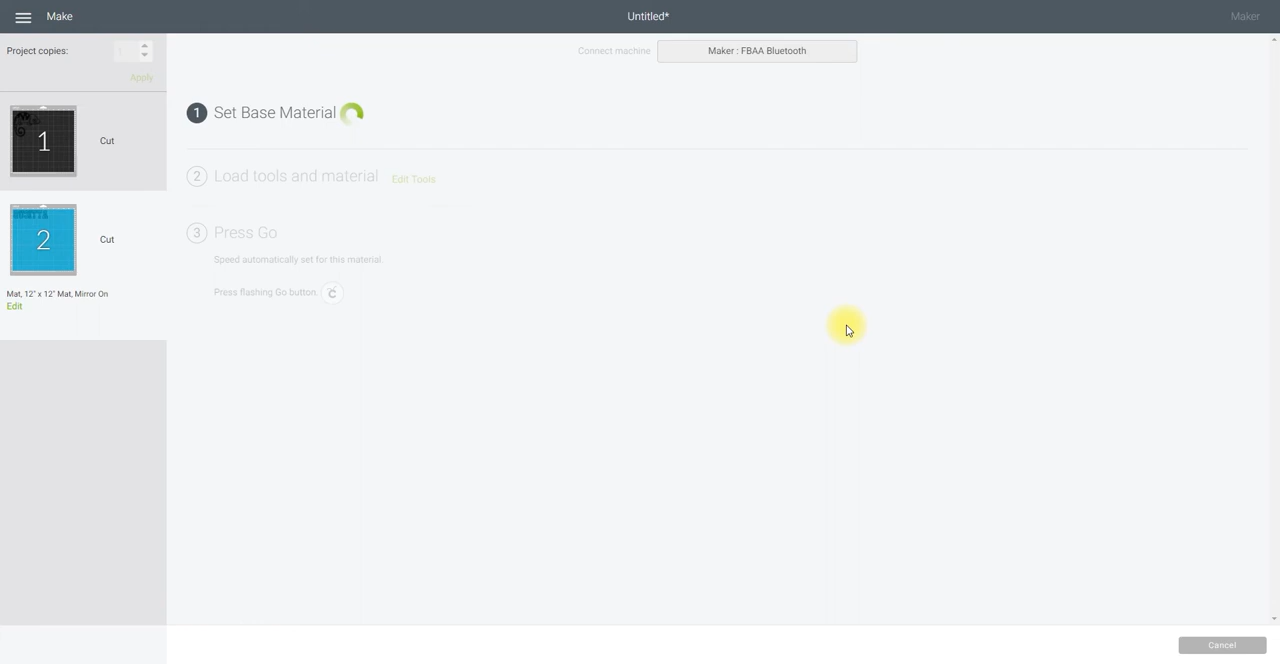 Make
Untitled*
Maker
Project copies:
1
Apply
Connect machine
Maker : FBAA Bluetooth
1
Cut
2
Cut
Mat, 12" x 12" Mat, Mirror On
Edit
1 Set Base Material
2 Load tools and material
Edit Tools
3 Press Go
Speed automatically set for this material.
Press flashing Go button.
Cancel